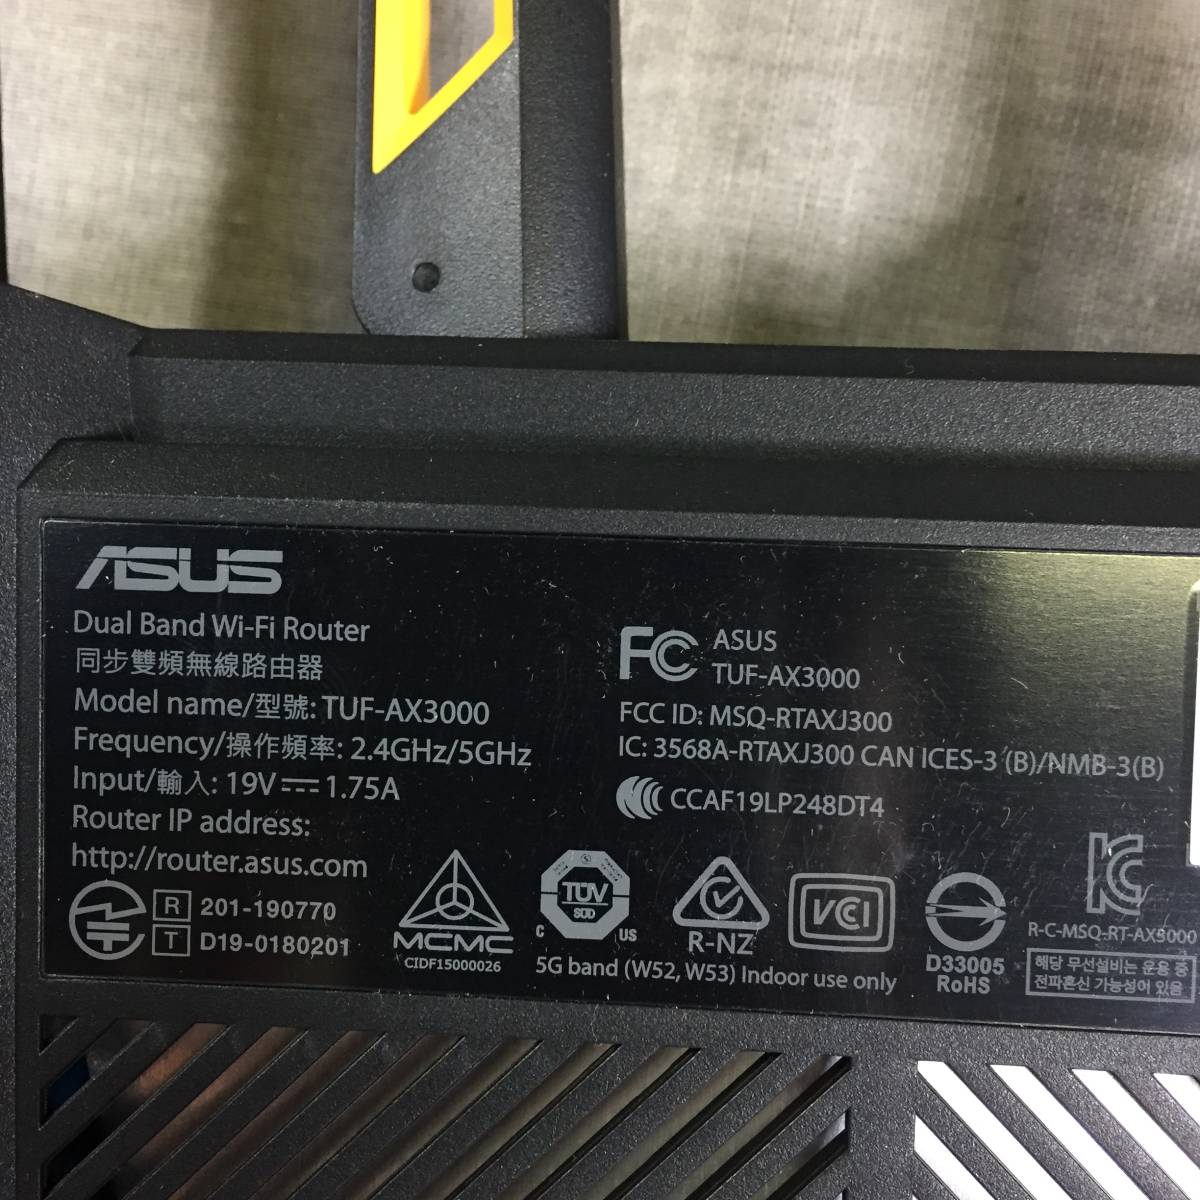 ASUS
Dual Band Wi-Fi Router
同步雙頻無線路由器
Model name/型號: TUF-AX3000
Frequency/操作頻率: 2.4GHz/5GHz
Input/輸入: 19V⎓1.75A
Router IP address:
http://router.asus.com
R 201-190770
T D19-0180201
MCMC
CIDF15000026
TÜV
SÜD
C US
5G band (W52, W53) Indoor use only
FC ASUS
TUF-AX3000
FCC ID: MSQ-RTAXJ300
IC: 3568A-RTAXJ300 CAN ICES-3 (B)/NMB-3(B)
CCAF19LP248DT4
R-NZ
VCI
D33005
RoHS
R-C-MSQ-RT-AX5000
해당 무선설비는 운용 중
전파혼신 가능성이 있음